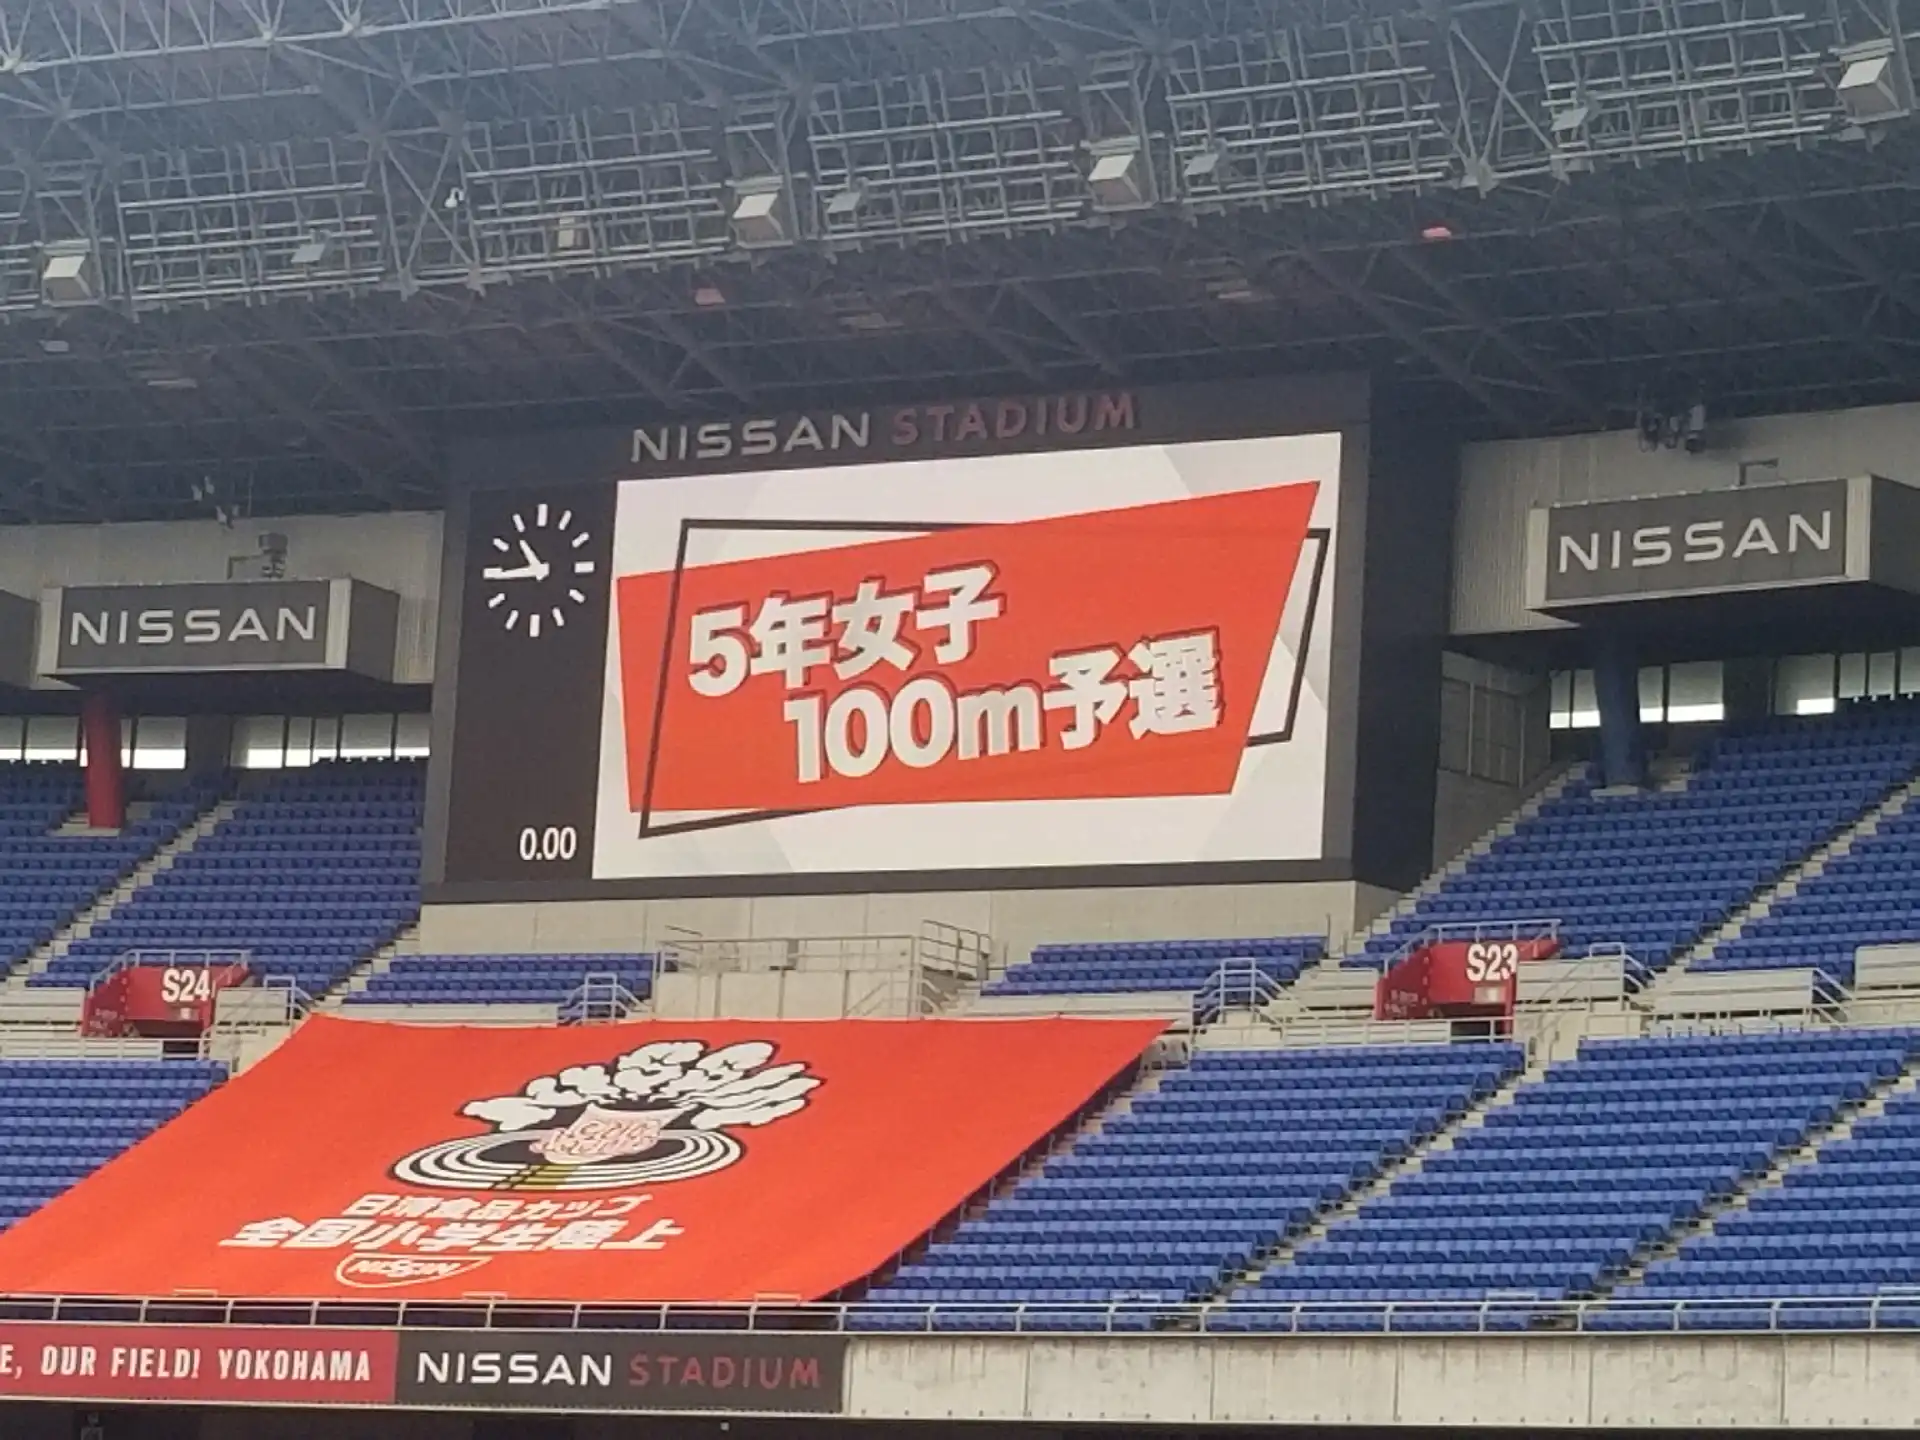 NISSAN STADIUM
NISSAN
NISSAN
5年女子
100m予選
0.00
S24
S23
CUP NOODLE
日清食品カップ
全国小学生陸上
NISSIN
E, OUR FIELD! YOKOHAMA
NISSAN STADIUM